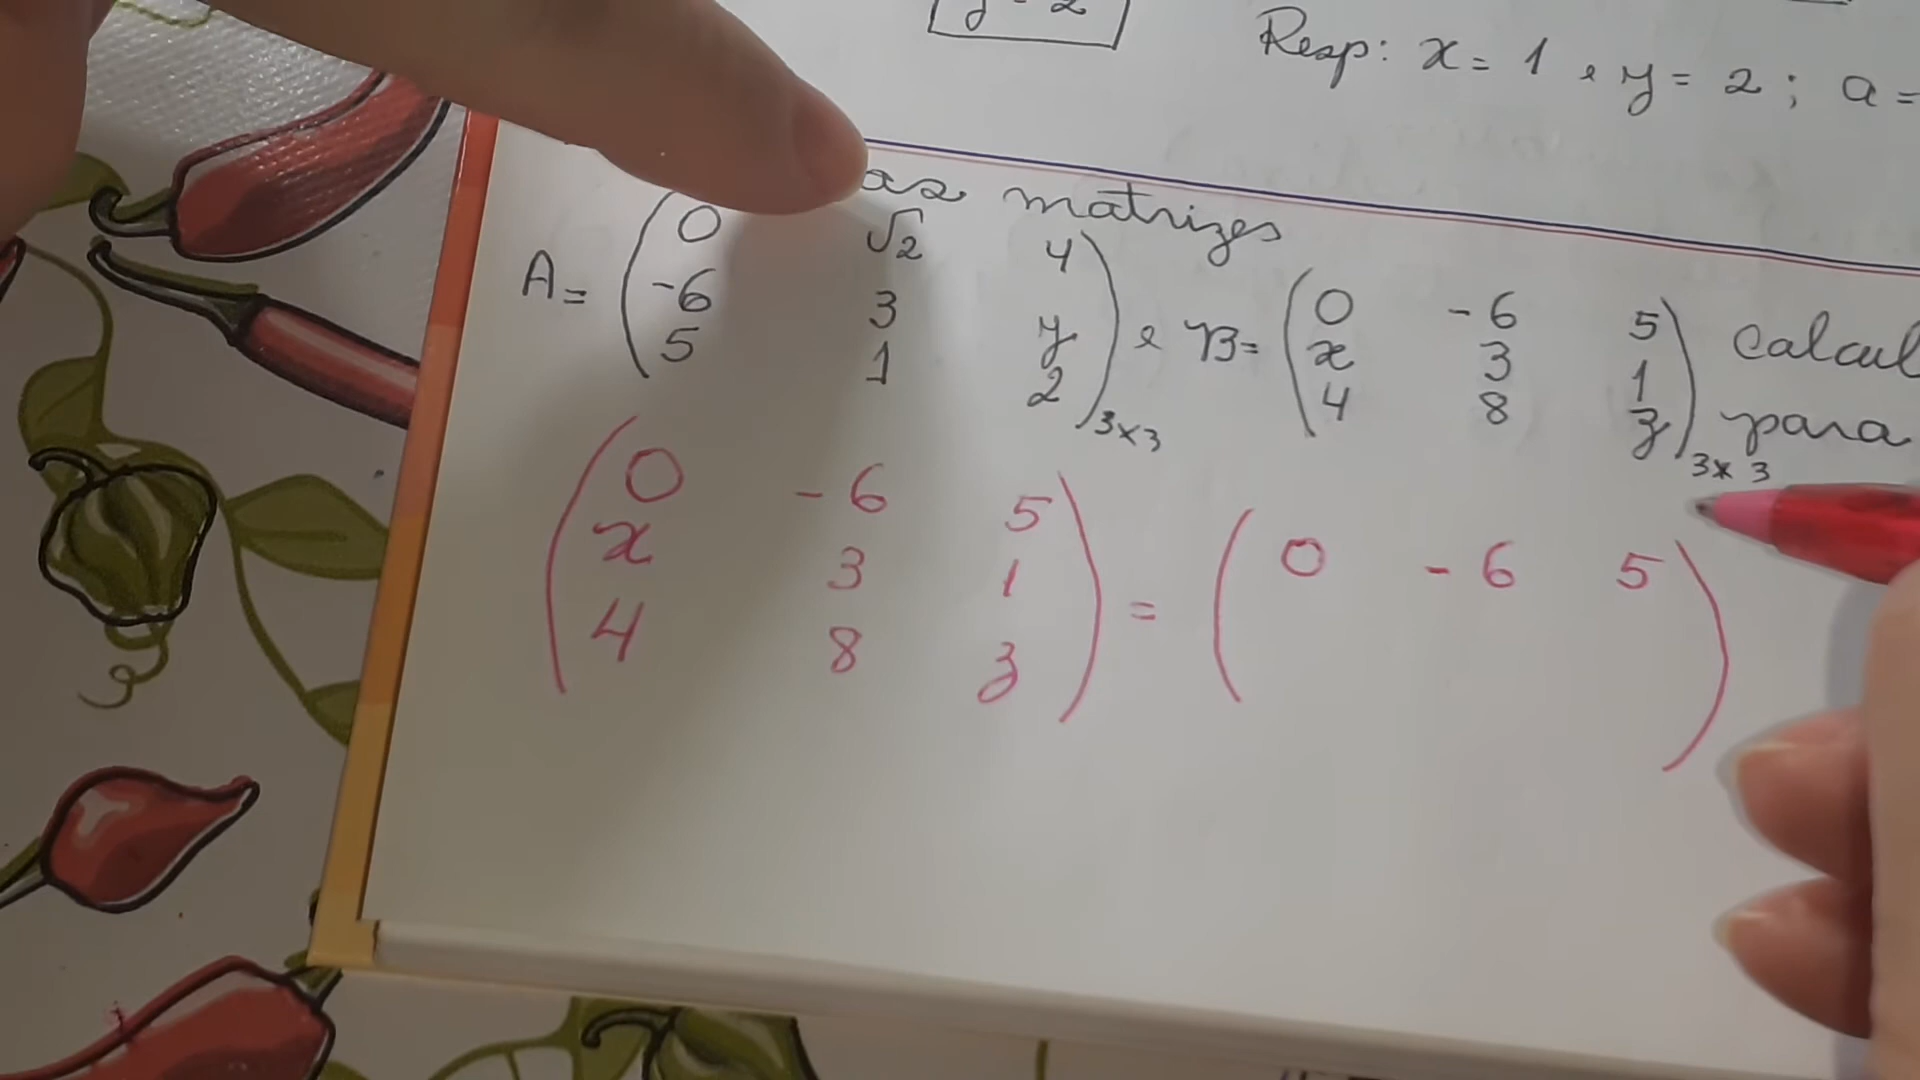 Resp: x = 1 e y = 2 ; a =
as matrizes
A = ( 0 √2 4
-6 3 y
5 1 2 ) 3x3 e B = ( 0 -6 5
x 3 1
4 8 z ) 3x3
calcul
para
( 0 -6 5
x 3 1
4 8 z ) = ( 0 -6 5 )